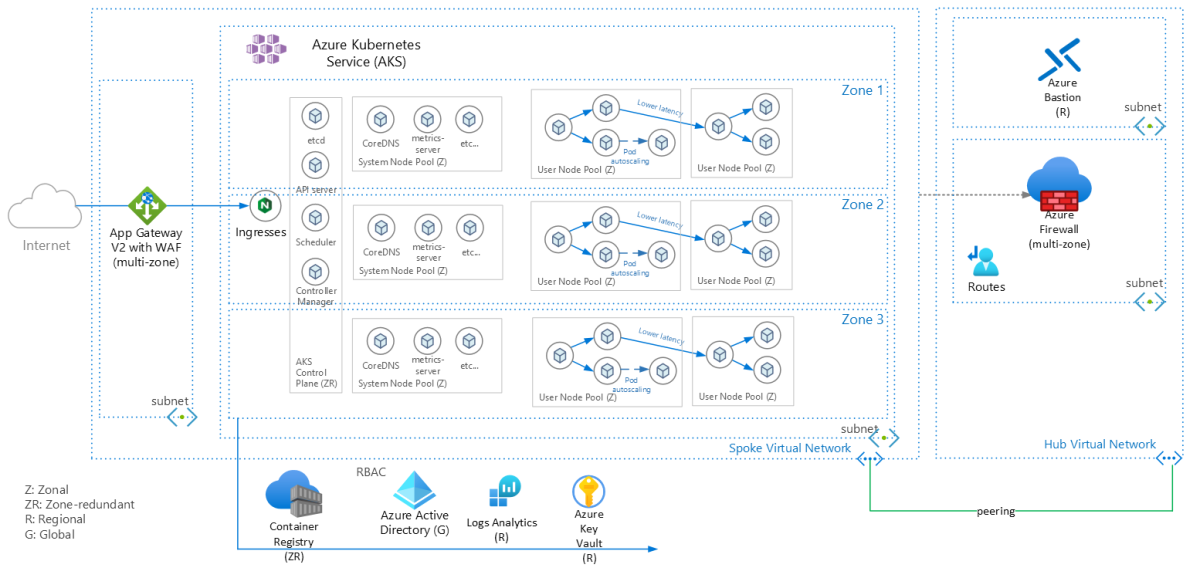 Azure Kubernetes
Service (AKS)
Zone 1
etcd
API server
CoreDNS
metrics-
server
etc...
System Node Pool (Z)
Lower latency
Pod
autoscaling
User Node Pool (Z)
User Node Pool (Z)
Internet
App Gateway
V2 with WAF
(multi-zone)
Ingresses
Zone 2
Scheduler
Controller
Manager
CoreDNS
metrics-
server
etc...
System Node Pool (Z)
Lower latency
Pod
autoscaling
User Node Pool (Z)
User Node Pool (Z)
Zone 3
AKS
Control
Plane (ZR)
CoreDNS
metrics-
server
etc...
System Node Pool (Z)
Lower latency
Pod
autoscaling
User Node Pool (Z)
User Node Pool (Z)
subnet
subnet
Spoke Virtual Network
Azure
Bastion
(R)
subnet
Azure
Firewall
(multi-zone)
Routes
subnet
Hub Virtual Network
peering
Z: Zonal
ZR: Zone-redundant
R: Regional
G: Global
RBAC
Container
Registry
(ZR)
Azure Active
Directory (G)
Logs Analytics
(R)
Azure
Key
Vault
(R)